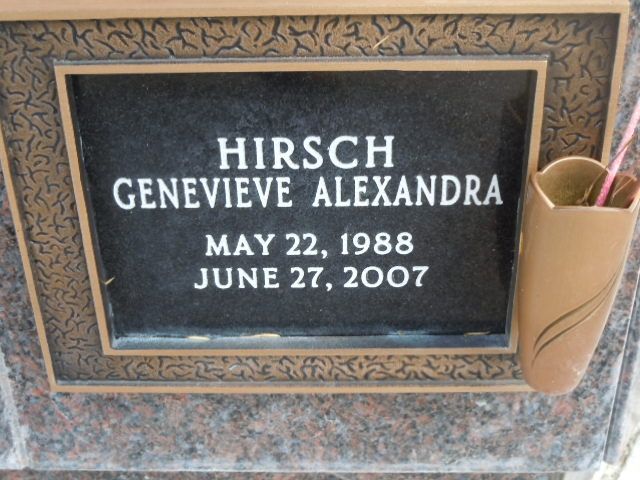 HIRSCH
GENEVIEVE ALEXANDRA
MAY 22, 1988
JUNE 27, 2007